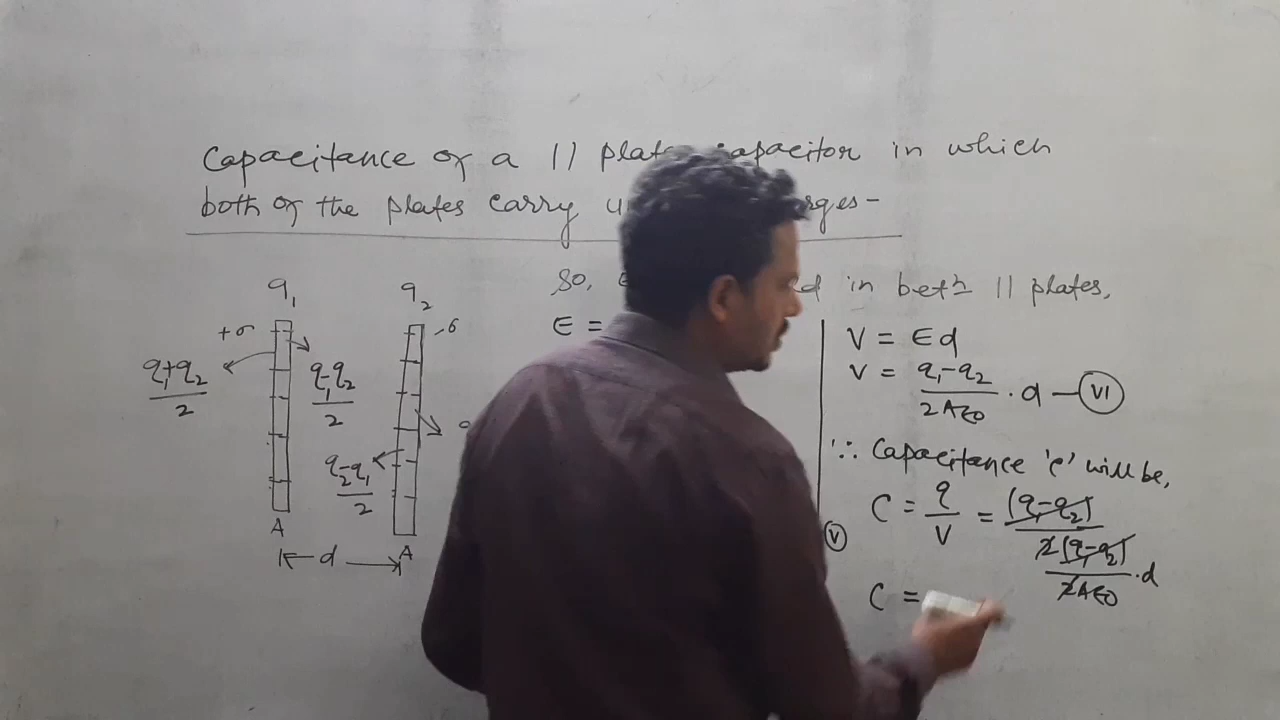 Capacitance of a || plate capacitor in which
both of the plates carry
So, in both || plates,
q₁ q₂
+σ -σ
E =
V = Ed
(q₁+q₂)/2 (q₁-q₂)/2
V = (q₁-q₂)/(2Aε₀) . d — (VI)
(q₂-q₁)/2
∴ Capacitance 'c' will be,
C = q/V = (q₁-q₂)/((2(q₁-q₂)/(2Aε₀)) . d)
A A
(V)
d
C =